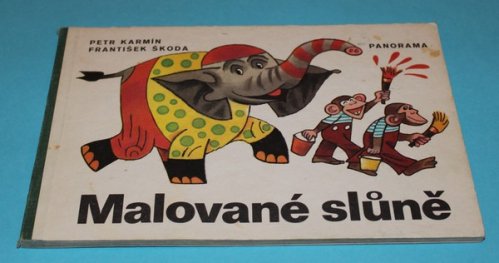 PETR KARMÍN
FRANTIŠEK ŠKODA
PANORAMA
Malované slůně